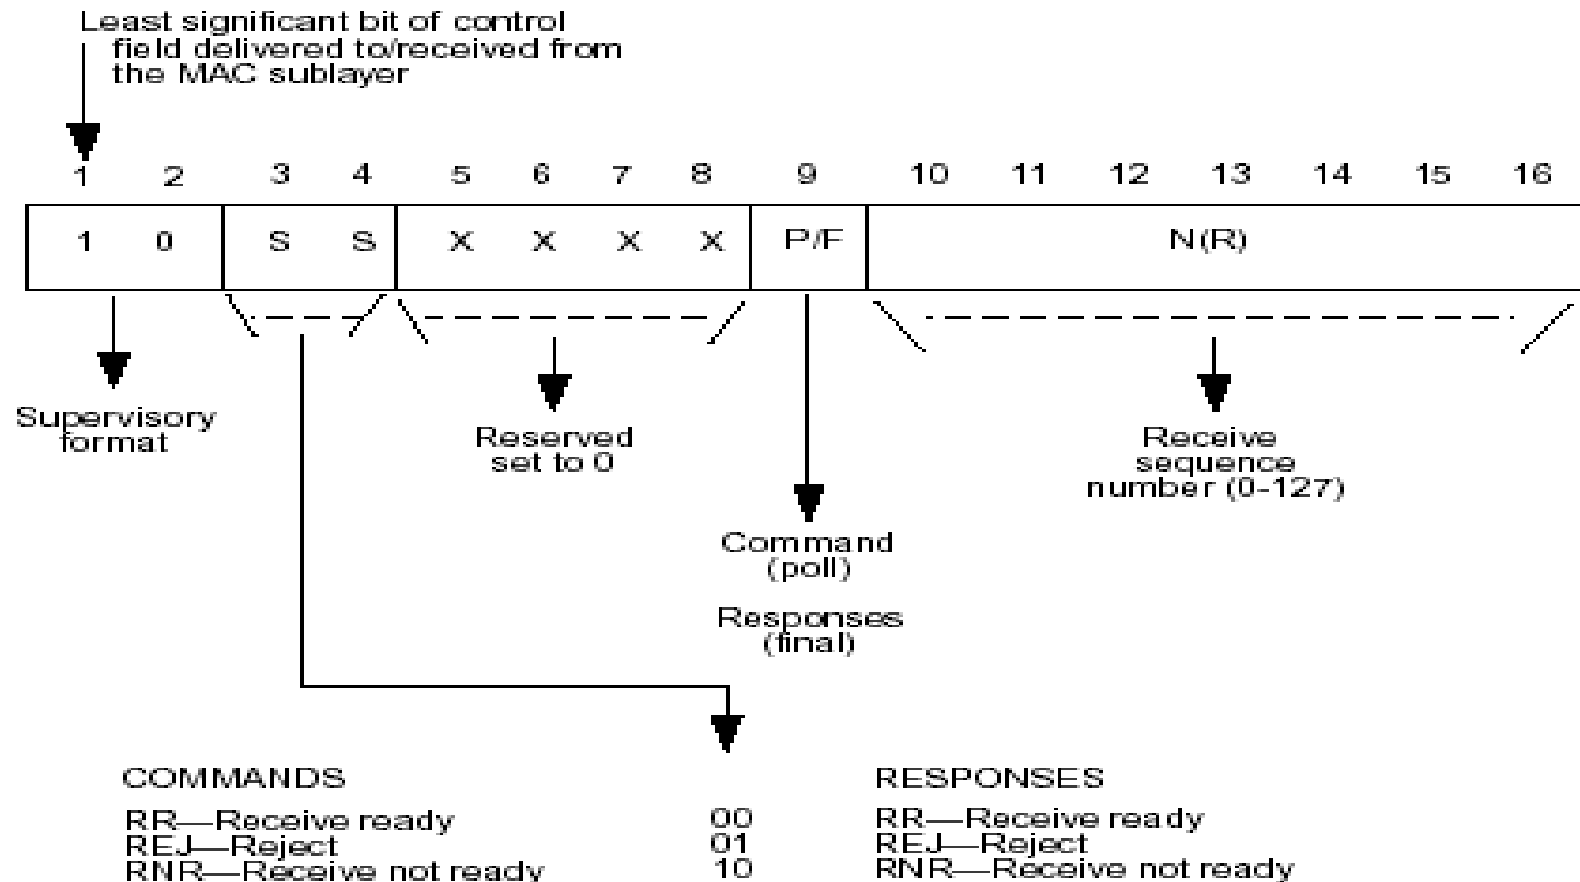 Least significant bit of control
field delivered to/received from
the MAC sublayer
1 2 3 4 5 6 7 8 9 10 11 12 13 14 15 16
1 0 S S X X X X P/F N(R)
Supervisory
format
Reserved
set to 0
Receive
sequence
number (0-127)
Command
(poll)
Responses
(final)
COMMANDS RESPONSES
RR—Receive ready 00 RR—Receive ready
REJ—Reject 01 REJ—Reject
RNR—Receive not ready 10 RNR—Receive not ready